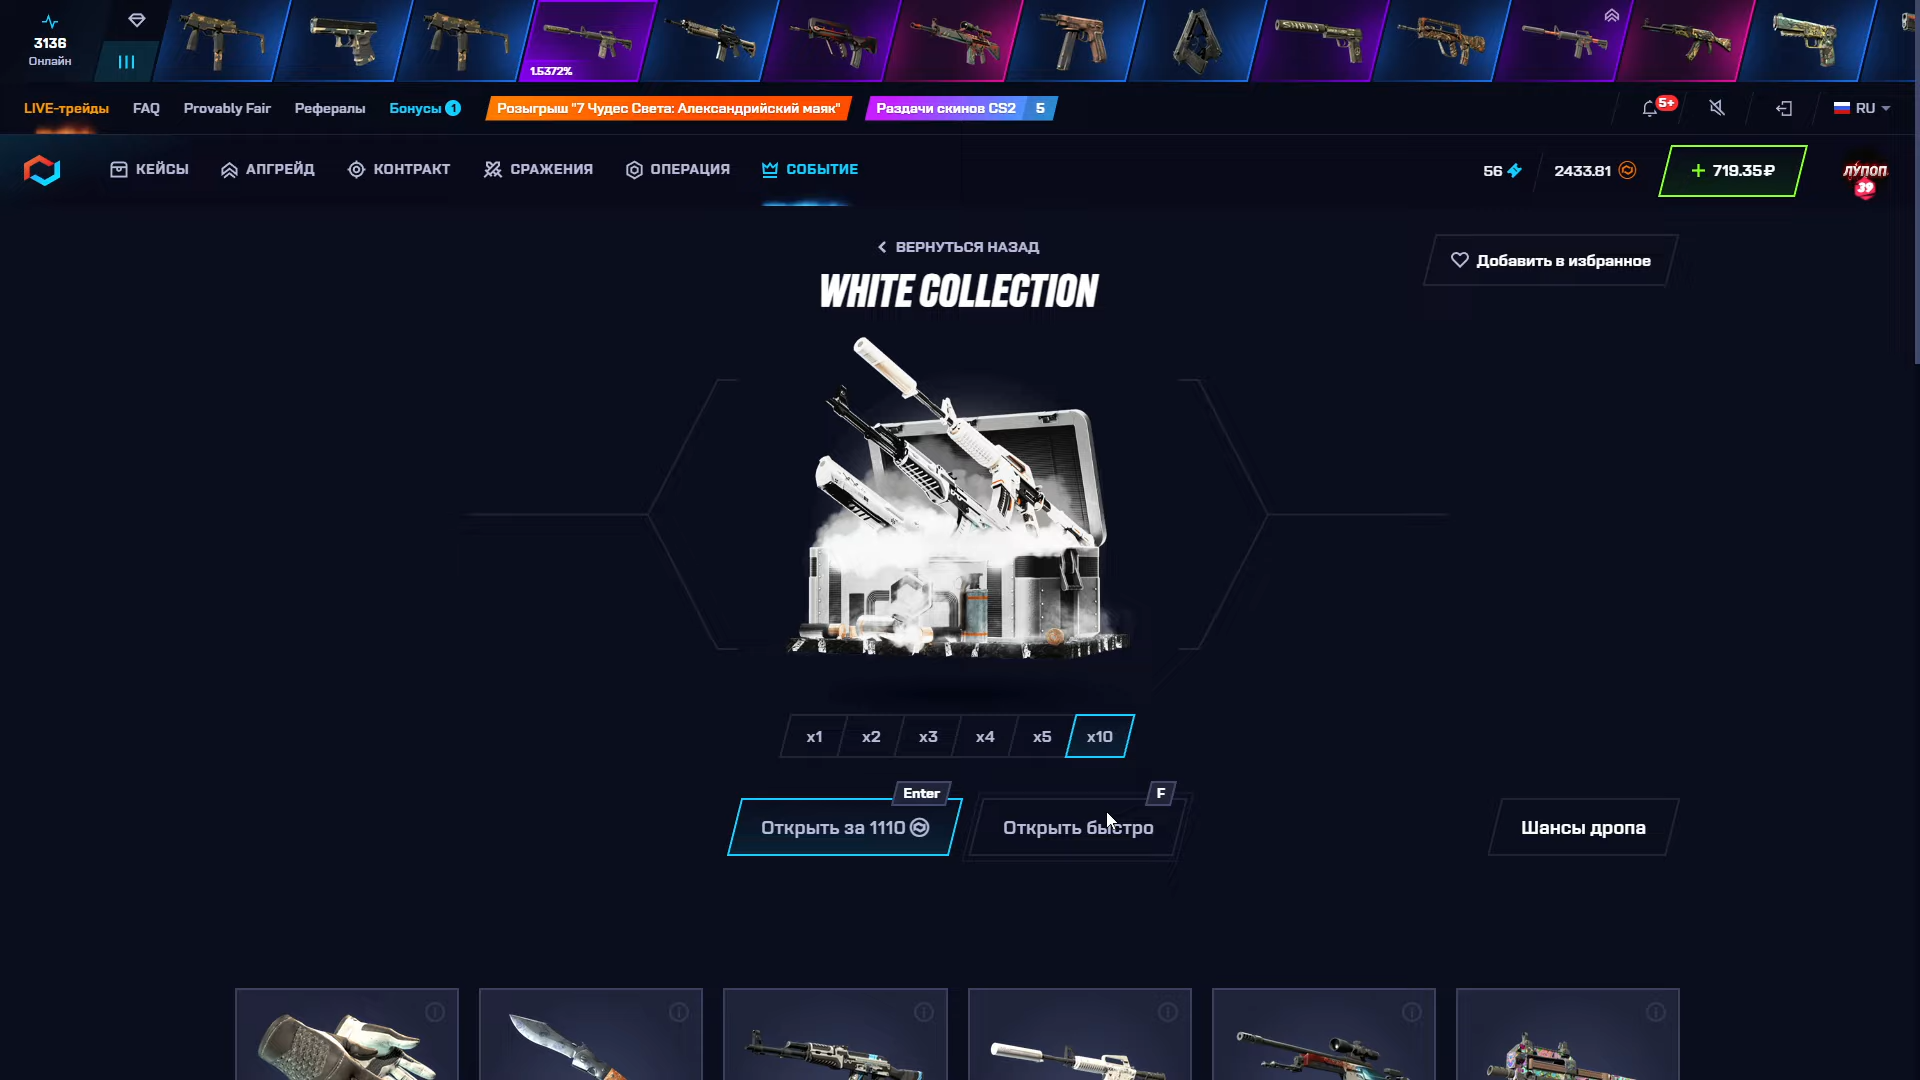 3136
Онлайн
1.5372%
LIVE-трейды
FAQ
Provably Fair
Рефералы
Бонусы 1
Розыгрыш "7 Чудес Света: Александрийский маяк"
Раздачи скинов CS2 5
5+
RU
КЕЙСЫ
АПГРЕЙД
КОНТРАКТ
СРАЖЕНИЯ
ОПЕРАЦИЯ
СОБЫТИЕ
56
2433.81
+ 719.35₽
ЛУПОП
39
ВЕРНУТЬСЯ НАЗАД
WHITE COLLECTION
Добавить в избранное
x1
x2
x3
x4
x5
x10
Enter
F
Открыть за 1110
Открыть быстро
Шансы дропа